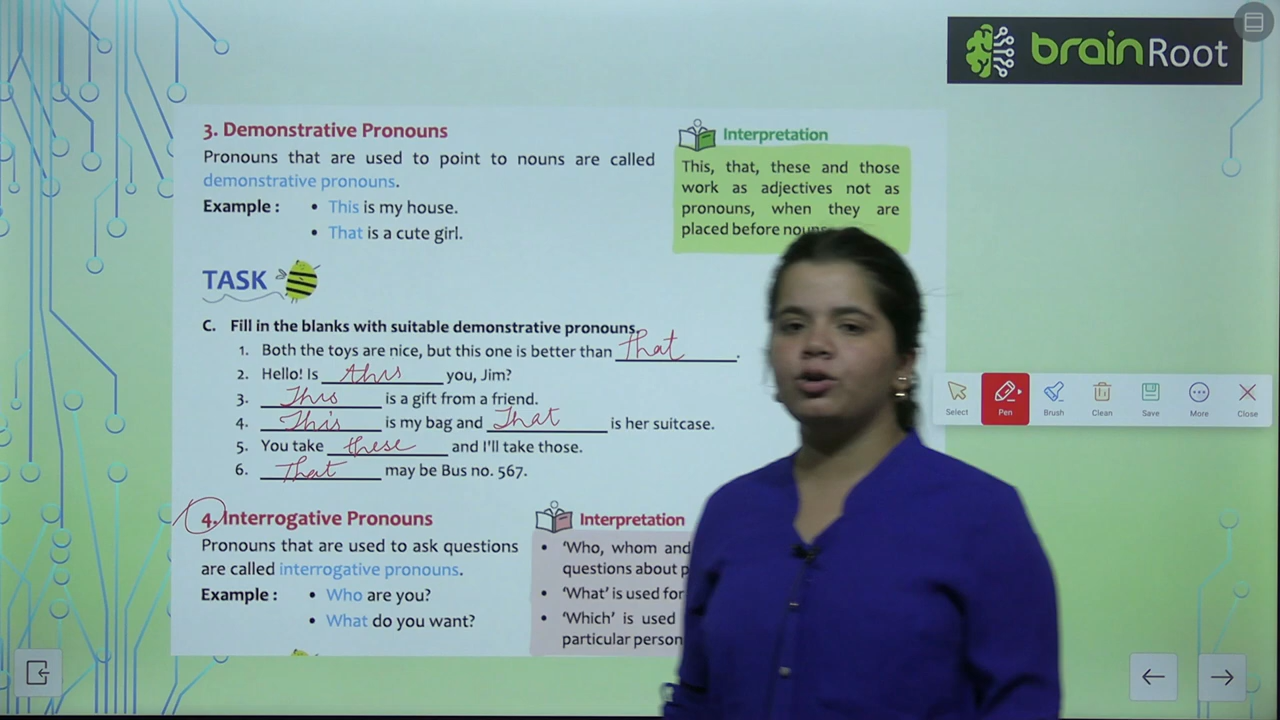 brainRoot
3. Demonstrative Pronouns
Pronouns that are used to point to nouns are called
demonstrative pronouns.
Example : • This is my house.
• That is a cute girl.
Interpretation
This, that, these and those
work as adjectives not as
pronouns, when they are
placed before
TASK
C. Fill in the blanks with suitable demonstrative pronouns.
1. Both the toys are nice, but this one is better than That.
2. Hello! Is this you, Jim?
3. This is a gift from a friend.
4. This is my bag and That is her suitcase.
5. You take these and I'll take those.
6. That may be Bus no. 567.
4. Interrogative Pronouns
Pronouns that are used to ask questions
are called interrogative pronouns.
Example : • Who are you?
• What do you want?
Interpretation
• 'Who, whom and
questions about
• 'What' is used for
• 'Which' is used
particular person
Select
Pen
Brush
Clean
Save
More
Close